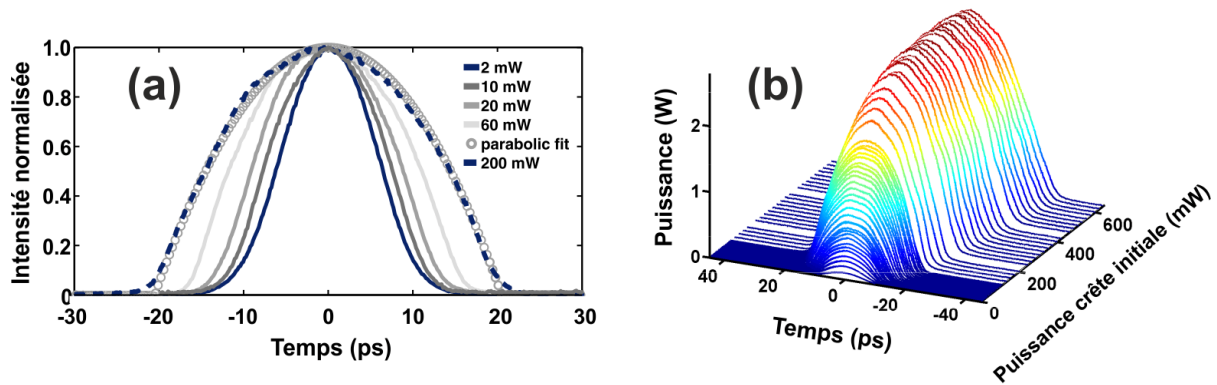 (a)
Intensité normalisée
1.0
0.8
0.6
0.4
0.2
0
-30
-20
-10
0
10
20
30
Temps (ps)
2 mW
10 mW
20 mW
60 mW
parabolic fit
200 mW
(b)
Puissance (W)
2
1
0
40
20
0
-20
-40
Temps (ps)
0
200
400
600
Puissance crête initiale (mW)